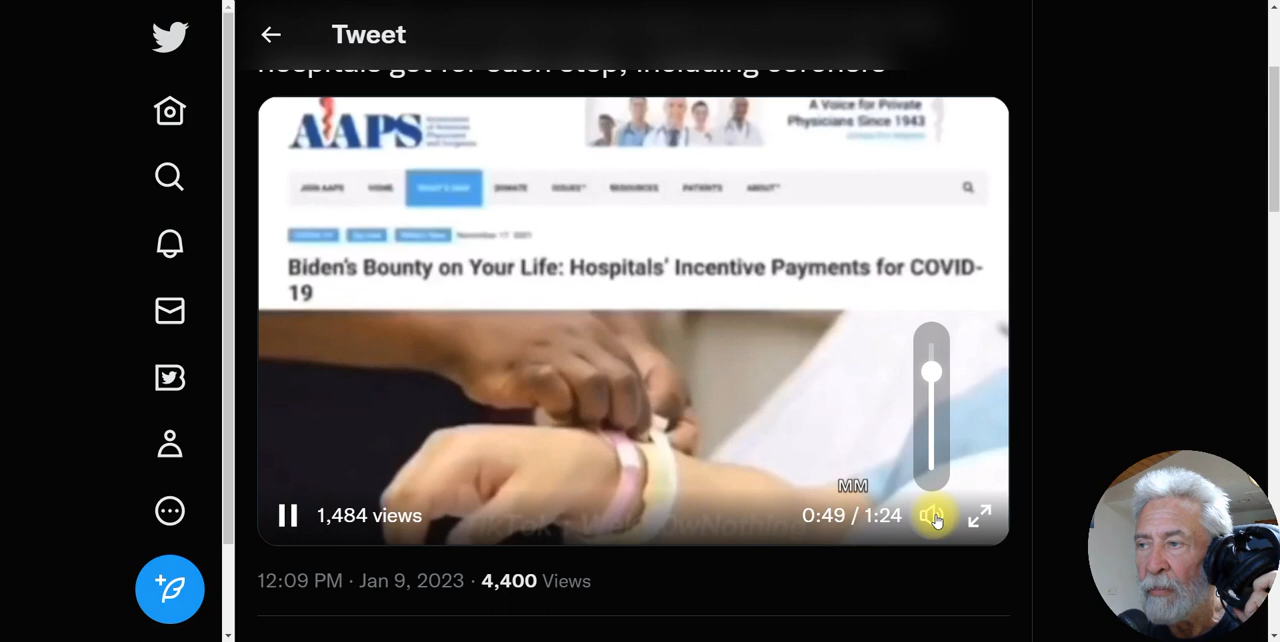 Tweet
hospitals get for each step, including coroners
AAPS
A Voice for Private
Physicians Since 1943
JOIN AAPS HOME WHAT'S NEW DONATE ISSUES RESOURCES PATIENTS ABOUT
November 17, 2021
Biden's Bounty on Your Life: Hospitals' Incentive Payments for COVID-
19
MM
1,484 views 0:49 / 1:24
12:09 PM · Jan 9, 2023 · 4,400 Views